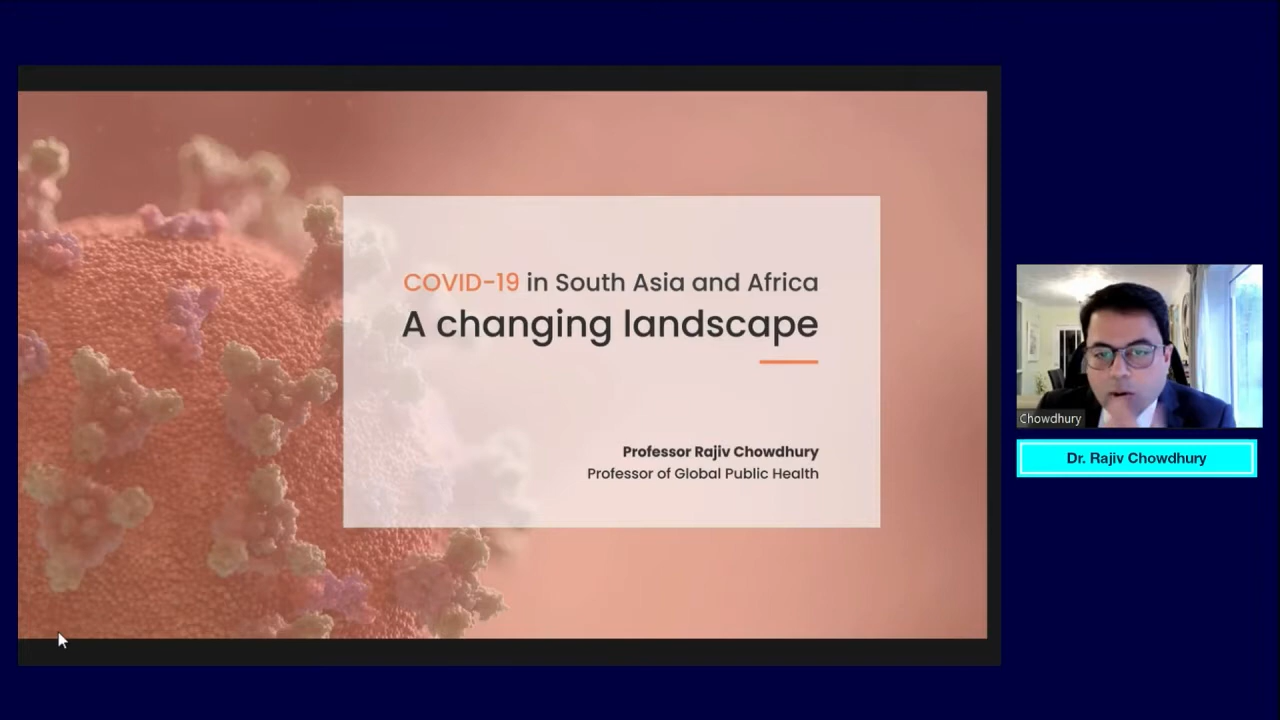 COVID-19 in South Asia and Africa
A changing landscape
Professor Rajiv Chowdhury
Professor of Global Public Health
Chowdhury
Dr. Rajiv Chowdhury